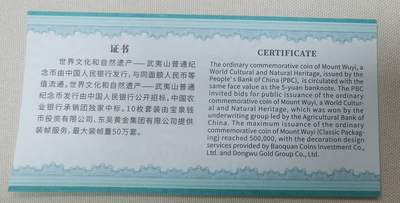 证书
世界文化和自然遗产——武夷山普通纪
念币由中国人民银行发行，与同面额人民币等
值流通。世界文化和自然遗产——武夷山普通
纪念币发行由中国人民银行公开招标，中国农
业银行承销团独家中标。10枚套装由宝泉钱
币投资有限公司、东吴黄金集团有限公司提供
装帧服务，最大装帧量50万套。
CERTIFICATE
The ordinary commemorative coin of Mount Wuyi, a
World Cultural and Natural Heritage, issued by the
People's Bank of China (PBC), is circulated with the
same face value as the 5-yuan banknote. The PBC
invited bids for public issuance of the ordinary
commemorative coin of Mount Wuyi, a World Cultur-
al and Natural Heritage, which was won by the
underwriting group led by the Agricultural Bank of
China. The maximum issuance of the ordinary
commemorative coin of Mount Wuyi (Classic Packag-
ing) reached 500,000, with the decoration design
services provided by Baoquan Coins Investment Co.,
Ltd. and Dongwu Gold Group Co., Ltd.